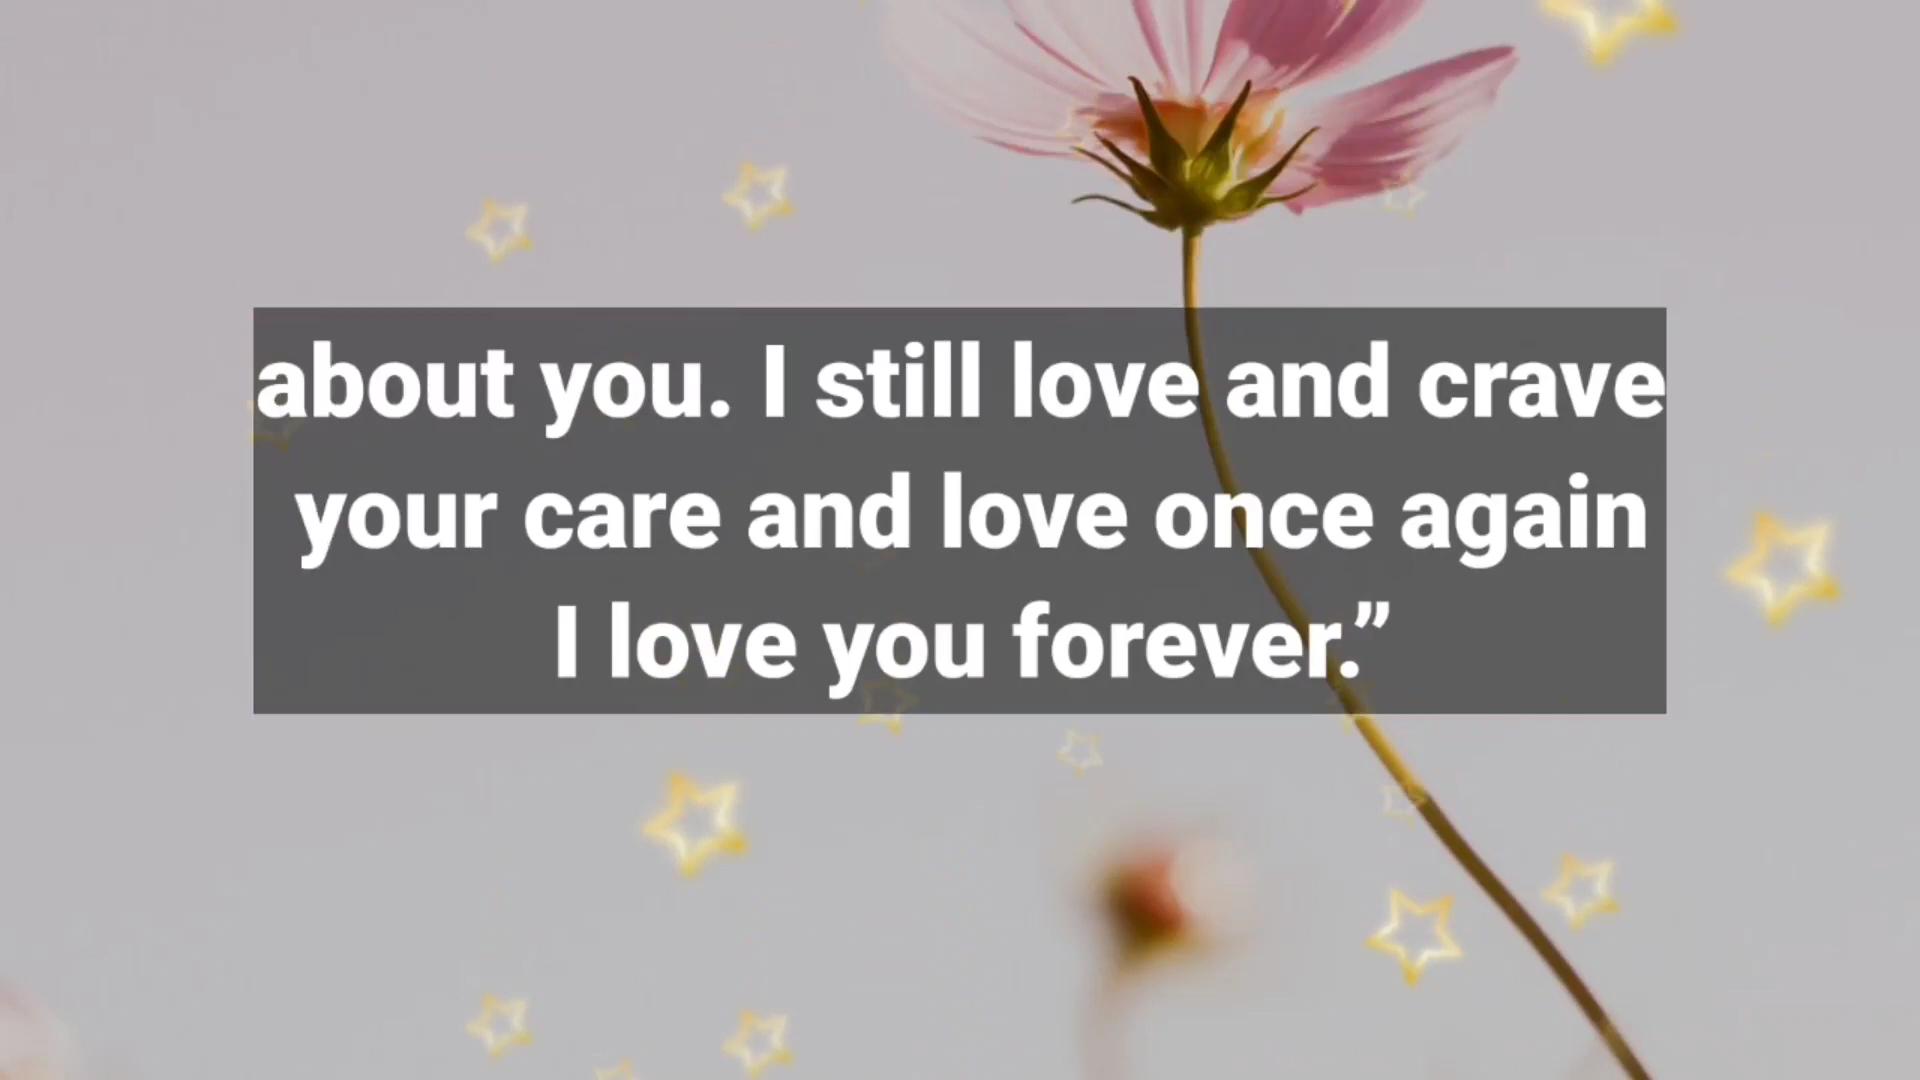 about you. I still love and crave
your care and love once again
I love you forever.”